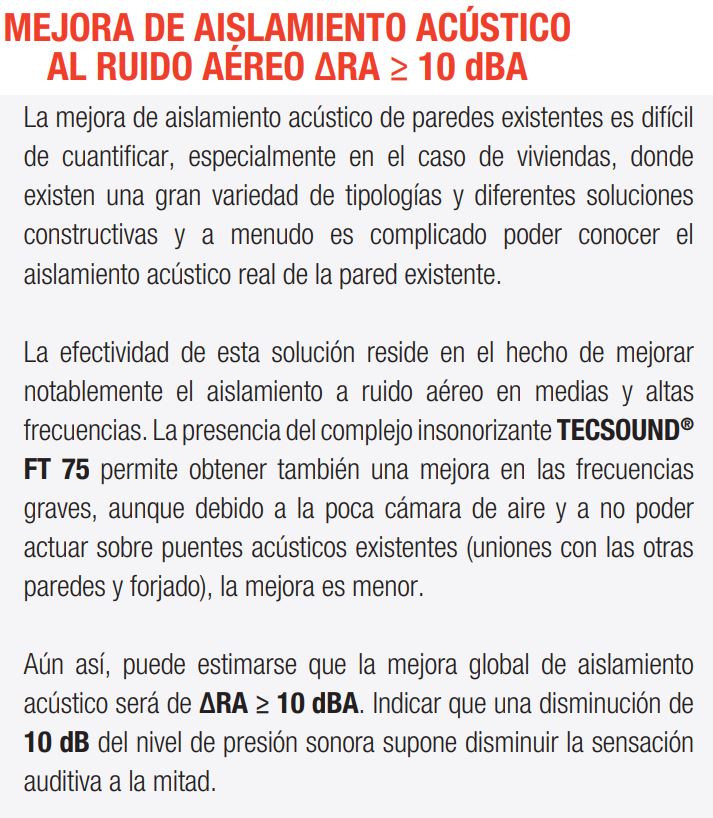 MEJORA DE AISLAMIENTO ACÚSTICO
AL RUIDO AÉREO ΔRA ≥ 10 dBA
La mejora de aislamiento acústico de paredes existentes es difícil
de cuantificar, especialmente en el caso de viviendas, donde
existen una gran variedad de tipologías y diferentes soluciones
constructivas y a menudo es complicado poder conocer el
aislamiento acústico real de la pared existente.
La efectividad de esta solución reside en el hecho de mejorar
notablemente el aislamiento a ruido aéreo en medias y altas
frecuencias. La presencia del complejo insonorizante TECSOUND®
FT 75 permite obtener también una mejora en las frecuencias
graves, aunque debido a la poca cámara de aire y a no poder
actuar sobre puentes acústicos existentes (uniones con las otras
paredes y forjado), la mejora es menor.
Aún así, puede estimarse que la mejora global de aislamiento
acústico será de ΔRA ≥ 10 dBA. Indicar que una disminución de
10 dB del nivel de presión sonora supone disminuir la sensación
auditiva a la mitad.